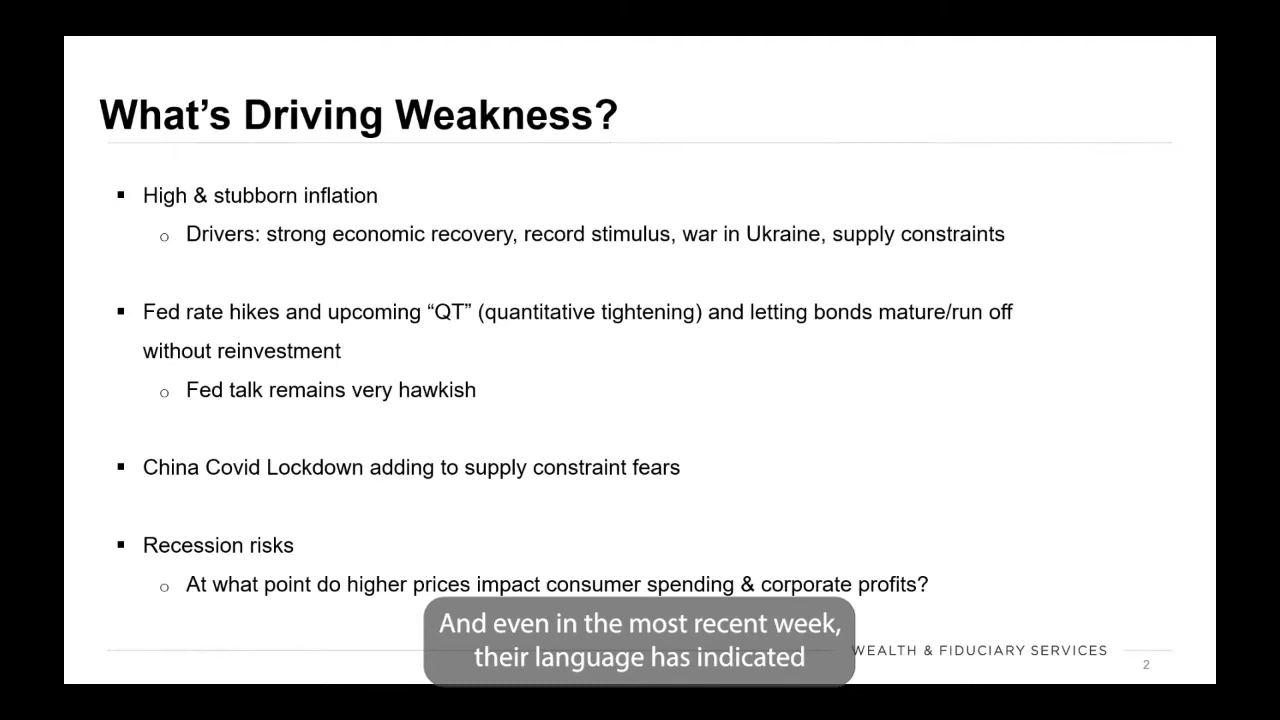 What’s Driving Weakness?
▪ High & stubborn inflation
o Drivers: strong economic recovery, record stimulus, war in Ukraine, supply constraints
▪ Fed rate hikes and upcoming “QT” (quantitative tightening) and letting bonds mature/run off
without reinvestment
o Fed talk remains very hawkish
▪ China Covid Lockdown adding to supply constraint fears
▪ Recession risks
o At what point do higher prices impact consumer spending & corporate profits?
And even in the most recent week,
their language has indicated
WEALTH & FIDUCIARY SERVICES
2